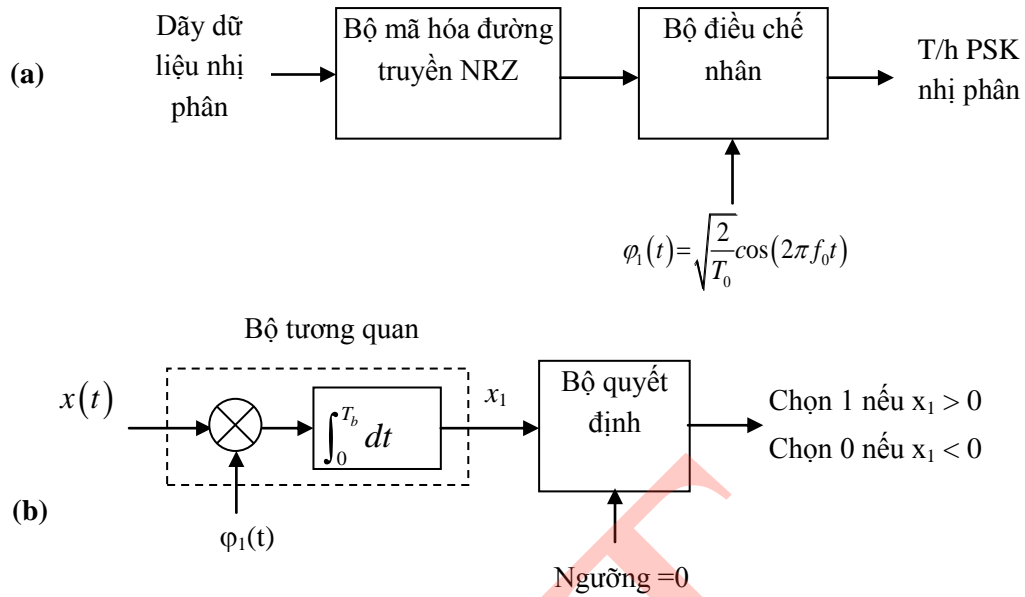 (a)
Dãy dữ
liệu nhị
phân
Bộ mã hóa đường
truyền NRZ
Bộ điều chế
nhân
T/h PSK
nhị phân
φ₁(t)=√(2/T₀)cos(2πf₀t)
Bộ tương quan
(b)
x(t)
∫₀^{T_b} dt
x₁
φ₁(t)
Bộ quyết
định
Ngưỡng =0
Chọn 1 nếu x₁ > 0
Chọn 0 nếu x₁ < 0